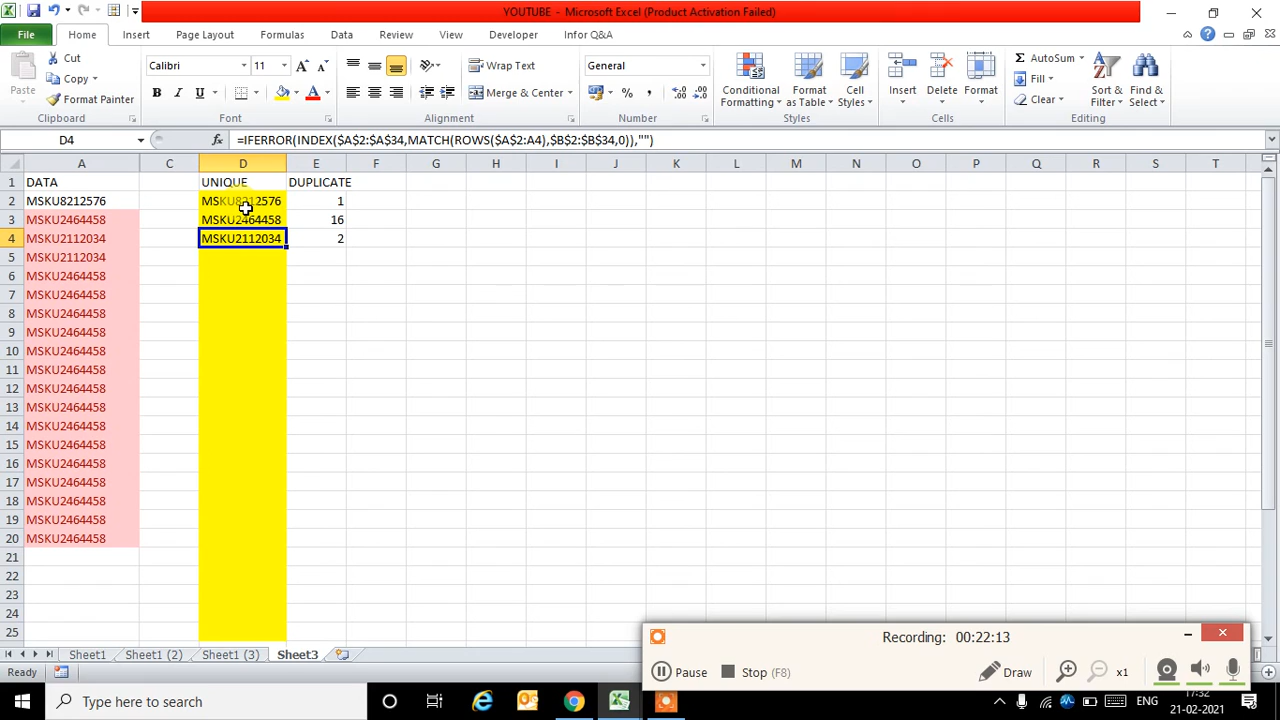 YOUTUBE - Microsoft Excel (Product Activation Failed)
File Home Insert Page Layout Formulas Data Review View Developer Infor Q&A
Paste Cut Copy Format Painter Clipboard
Calibri 11 A A B I U A Font
Wrap Text Merge & Center Alignment
General % , Number
Conditional Formatting Format as Table Cell Styles Styles
Insert Delete Format Cells
Σ AutoSum Fill Clear Sort & Filter Find & Select Editing
D4 fx =IFERROR(INDEX($A$2:$A$34,MATCH(ROWS($A$2:A4),$B$2:$B$34,0)),"")
A C D E F G H I J K L M N O P Q R S T
1 DATA UNIQUE DUPLICATE
2 MSKU8212576 MSKU8212576 1
3 MSKU2464458 MSKU2464458 16
4 MSKU2112034 MSKU2112034 2
5 MSKU2112034
6 MSKU2464458
7 MSKU2464458
8 MSKU2464458
9 MSKU2464458
10 MSKU2464458
11 MSKU2464458
12 MSKU2464458
13 MSKU2464458
14 MSKU2464458
15 MSKU2464458
16 MSKU2464458
17 MSKU2464458
18 MSKU2464458
19 MSKU2464458
20 MSKU2464458
21
22
23
24
25
Sheet1 Sheet1 (2) Sheet1 (3) Sheet3
Ready
Recording: 00:22:13
Pause Stop (F8) Draw x1
Type here to search
ENG 17:32 21-02-2021